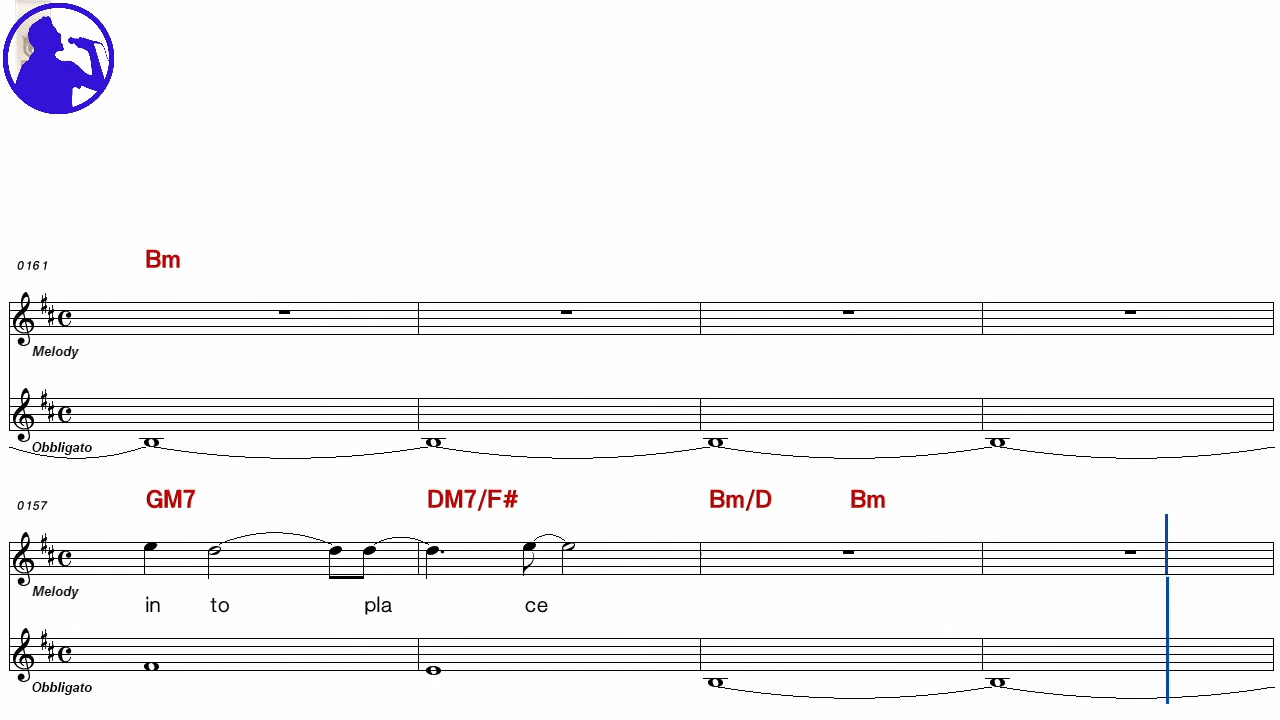 Bm
0161
Melody
Obbligato
GM7 DM7/F# Bm/D Bm
0157
Melody
in to pla ce
Obbligato